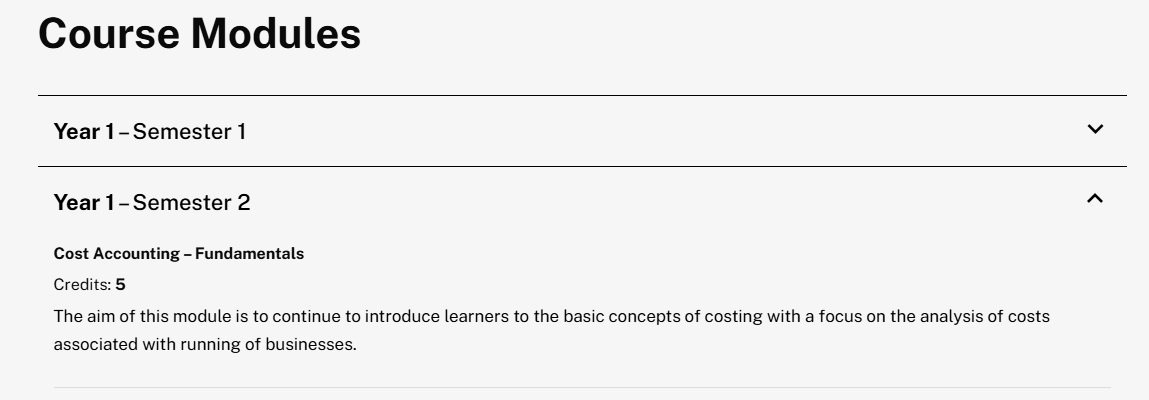 Course Modules
Year 1 – Semester 1
Year 1 – Semester 2
Cost Accounting – Fundamentals
Credits: 5
The aim of this module is to continue to introduce learners to the basic concepts of costing with a focus on the analysis of costs
associated with running of businesses.